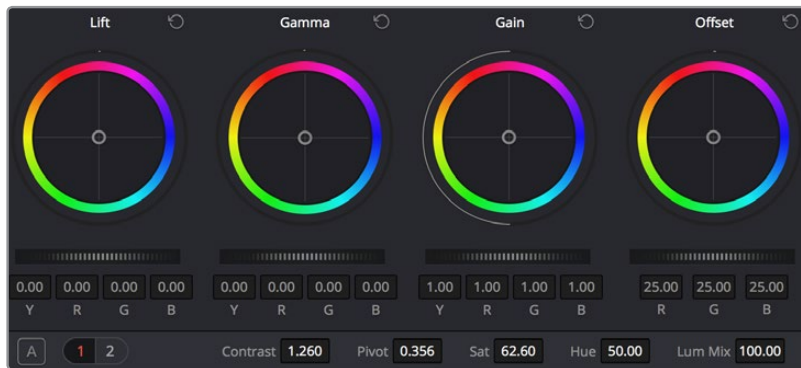 Lift Gamma Gain Offset
0.00 0.00 0.00 0.00 0.00 0.00 0.00 0.00 1.00 1.00 1.00 1.00 25.00 25.00 25.00
Y R G B Y R G B Y R G B R G B
A 1 2 Contrast 1.260 Pivot 0.356 Sat 62.60 Hue 50.00 Lum Mix 100.00